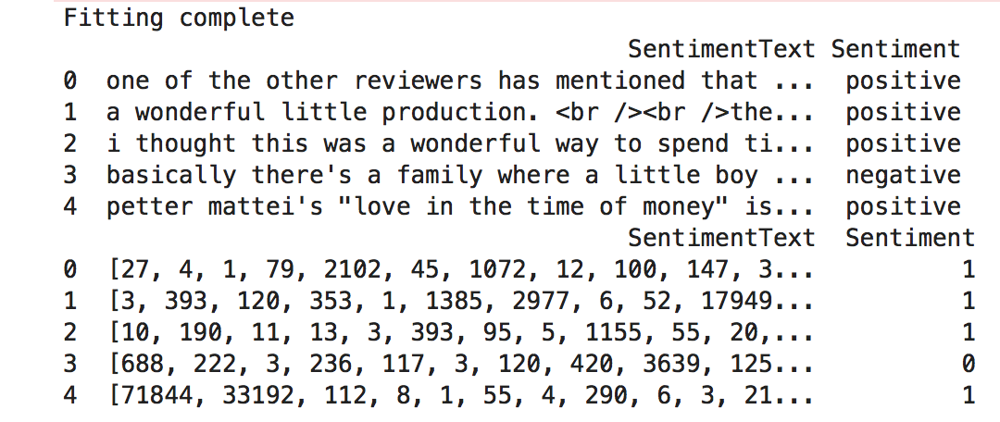 Fitting complete
SentimentText Sentiment
0 one of the other reviewers has mentioned that ... positive
1 a wonderful little production. <br /><br />the... positive
2 i thought this was a wonderful way to spend ti... positive
3 basically there's a family where a little boy ... negative
4 petter mattei's "love in the time of money" is... positive
SentimentText Sentiment
0 [27, 4, 1, 79, 2102, 45, 1072, 12, 100, 147, 3... 1
1 [3, 393, 120, 353, 1, 1385, 2977, 6, 52, 17949... 1
2 [10, 190, 11, 13, 3, 393, 95, 5, 1155, 55, 20,... 1
3 [688, 222, 3, 236, 117, 3, 120, 420, 3639, 125... 0
4 [71844, 33192, 112, 8, 1, 55, 4, 290, 6, 3, 21... 1